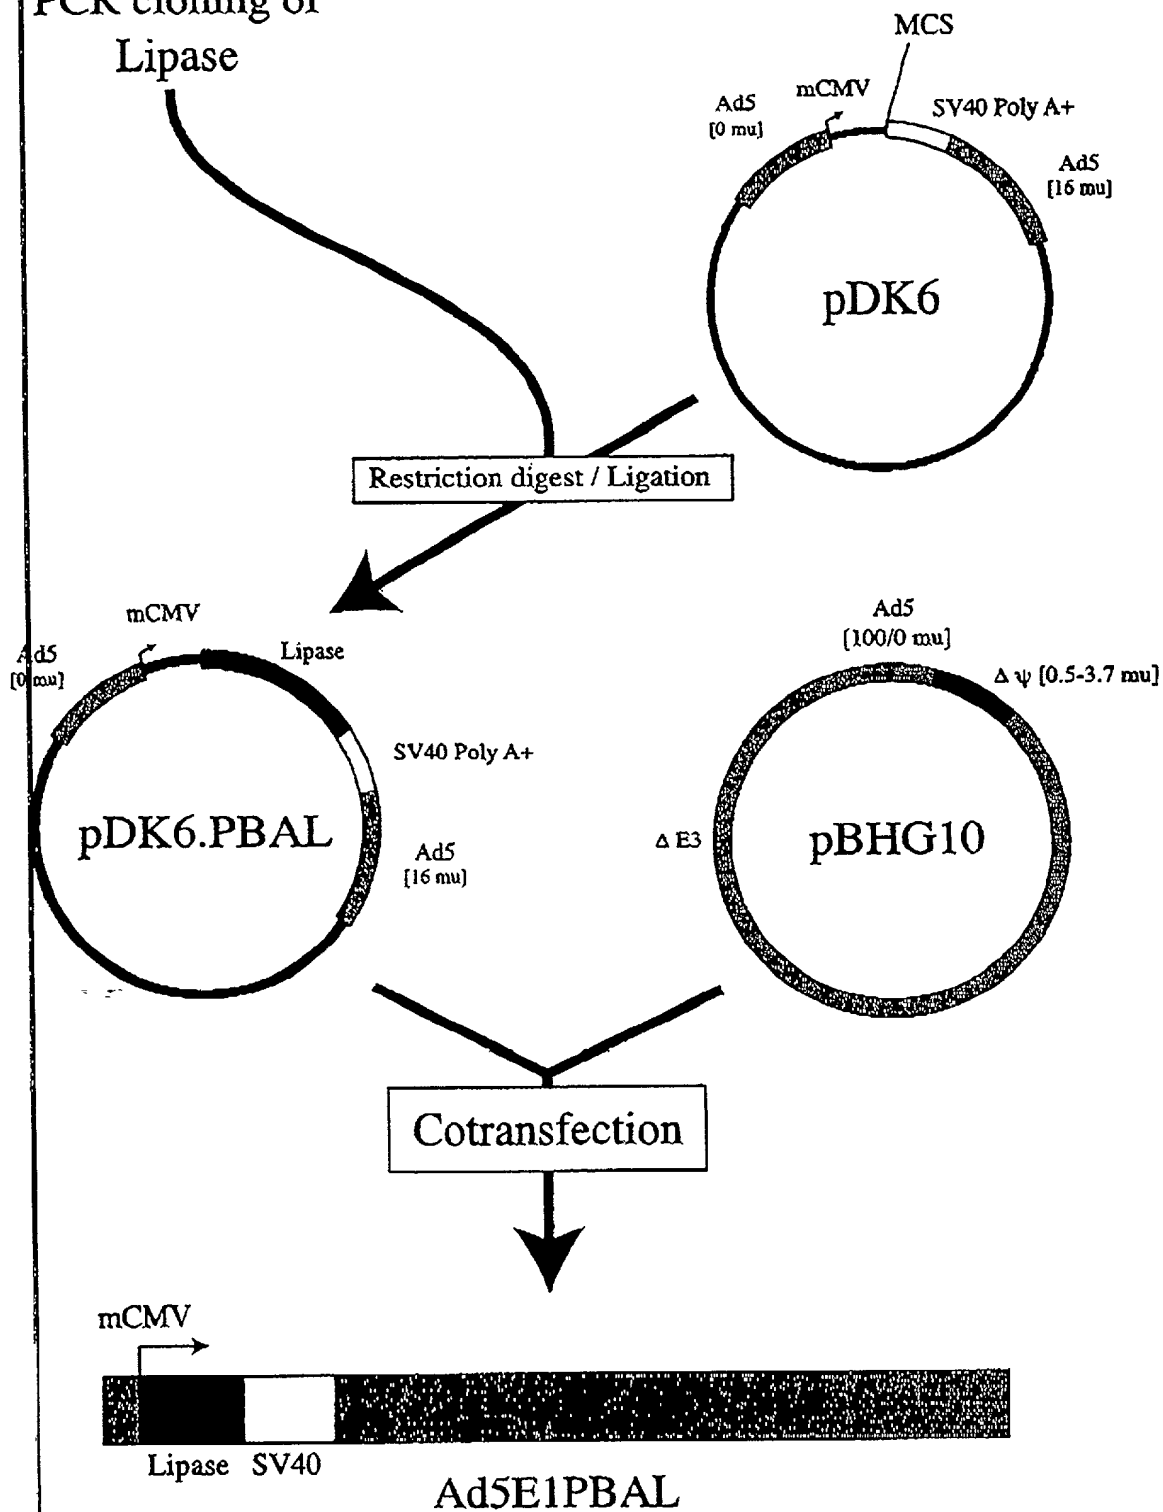 PCR cloning of
Lipase
MCS
mCMV
Ad5
[0 mu]
SV40 Poly A+
Ad5
[16 mu]
pDK6
Restriction digest / Ligation
mCMV
Lipase
Ad5
[0 mu]
SV40 Poly A+
pDK6.PBAL
Ad5
[16 mu]
Ad5
[100/0 mu]
Δ ψ [0.5-3.7 mu]
Δ E3
pBHG10
Cotransfection
mCMV
Lipase SV40
Ad5E1PBAL